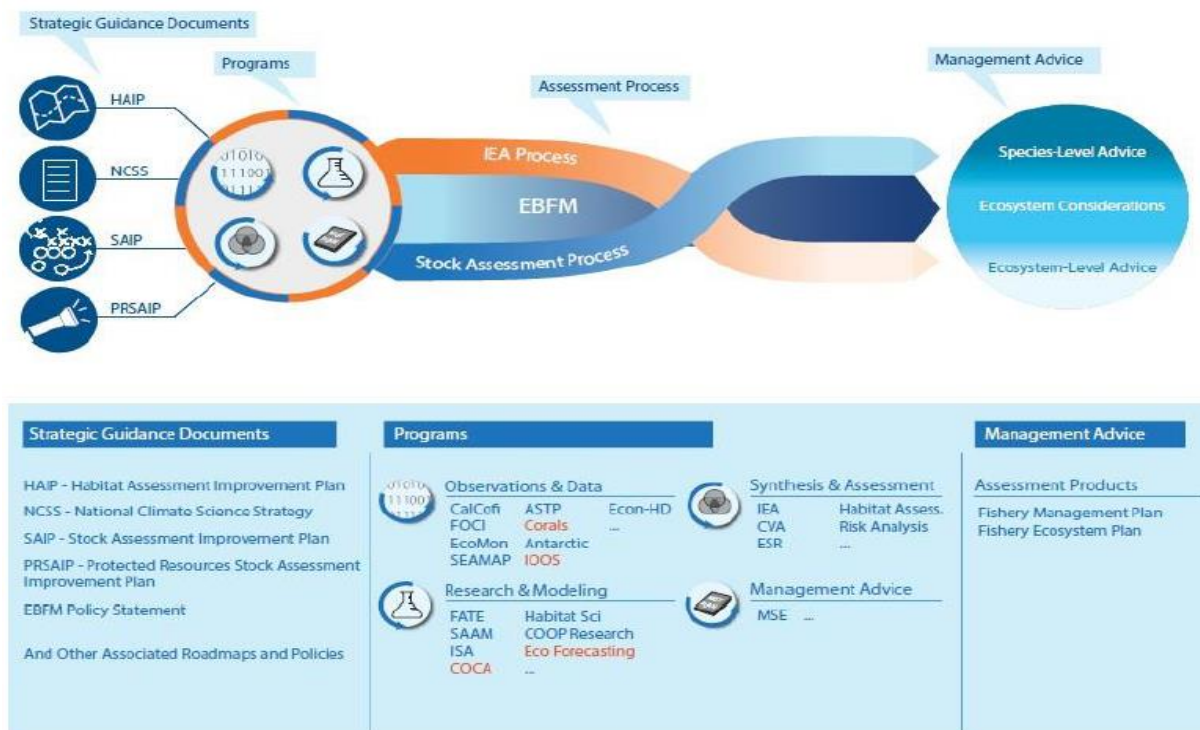 Strategic Guidance Documents
Programs
Assessment Process
Management Advice
HAIP
NCSS
SAIP
PRSAIP
01010
11100
01111
IEA Process
EBFM
Stock Assessment Process
Species-Level Advice
Ecosystem Considerations
Ecosystem-Level Advice
Strategic Guidance Documents
HAIP - Habitat Assessment Improvement Plan
NCSS - National Climate Science Strategy
SAIP - Stock Assessment Improvement Plan
PRSAIP - Protected Resources Stock Assessment
Improvement Plan
EBFM Policy Statement
And Other Associated Roadmaps and Policies
Programs
Observations & Data
CalCofi ASTP Econ-HD
FOCI Corals ...
EcoMon Antarctic
SEAMAP IOOS
Research & Modeling
FATE Habitat Sci
SAAM COOP Research
ISA Eco Forecasting
COCA ...
Synthesis & Assessment
IEA Habitat Assess.
CVA Risk Analysis
ESR ...
Management Advice
MSE ...
Management Advice
Assessment Products
Fishery Management Plan
Fishery Ecosystem Plan